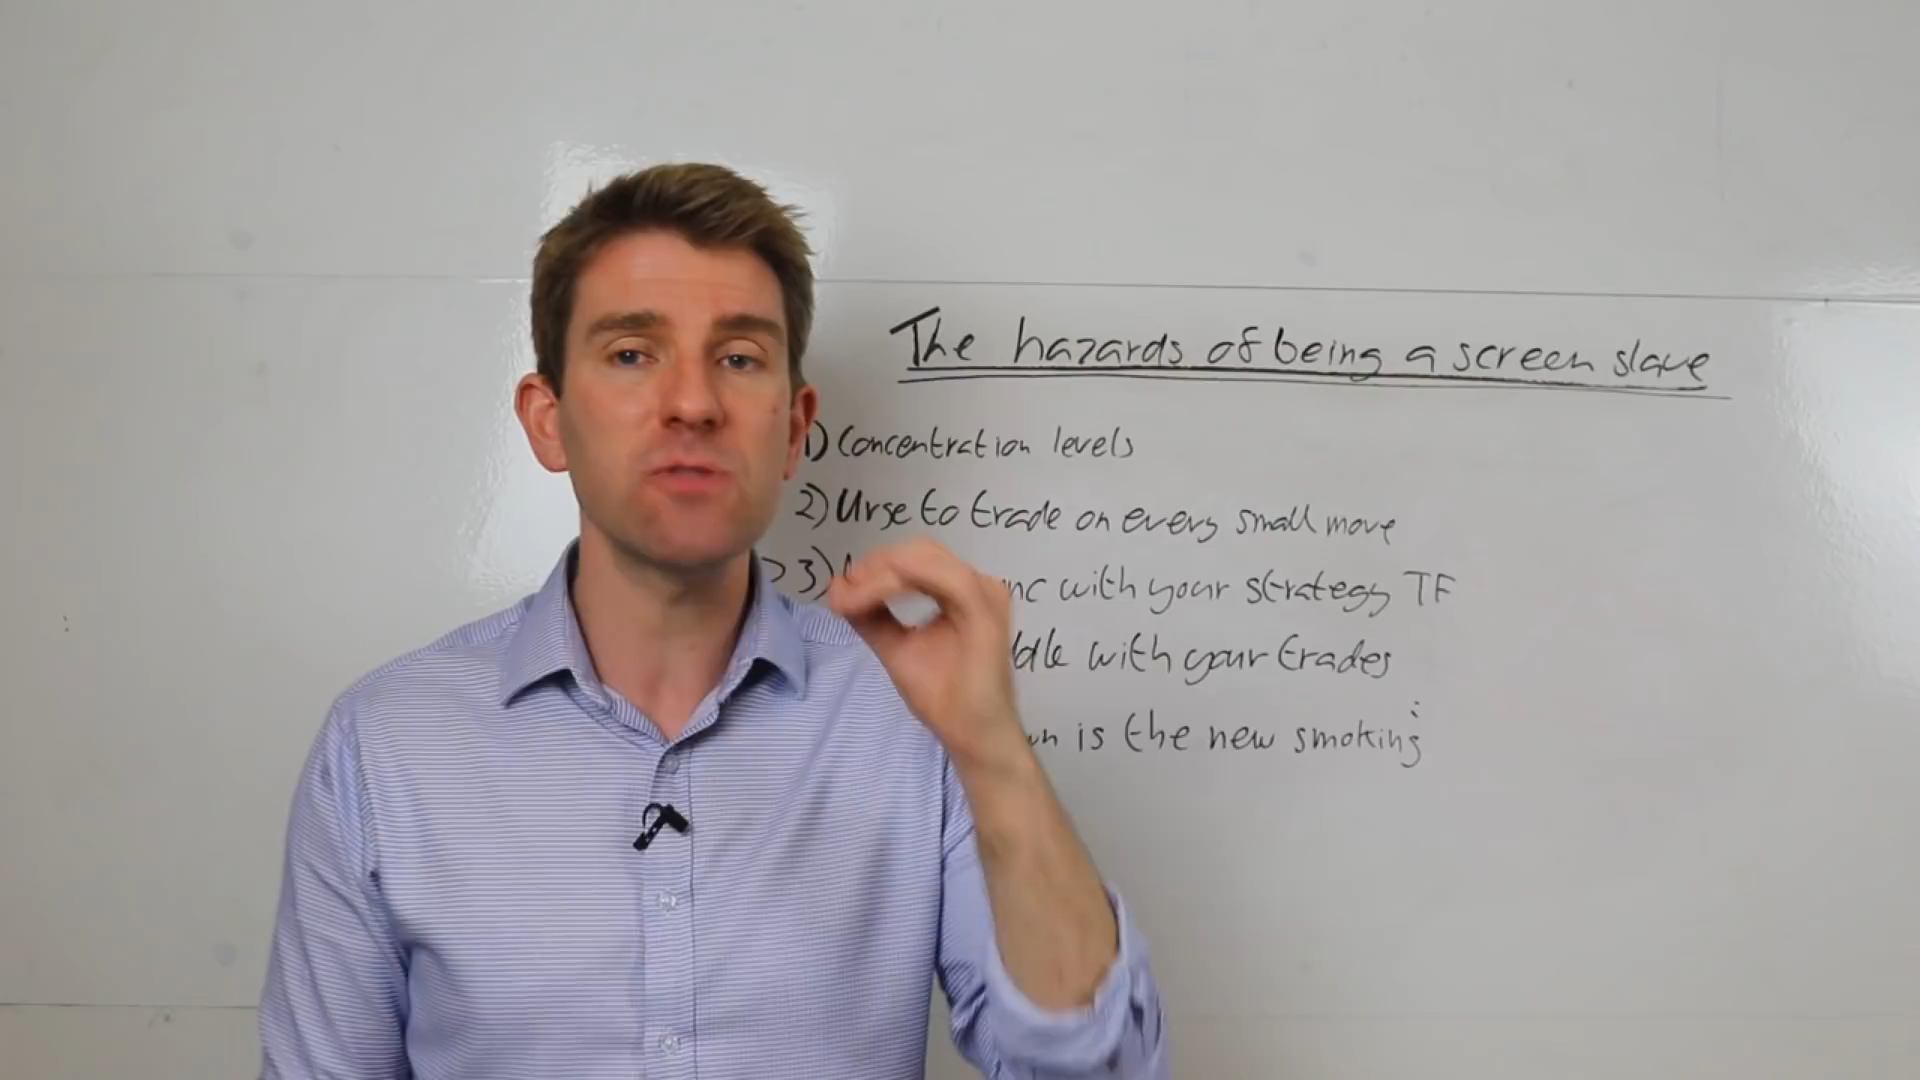 The hazards of being a screen slave
1) Concentration levels
2) Urge to trade on every small move
3) with your strategy TF
with your trades
is the new smoking